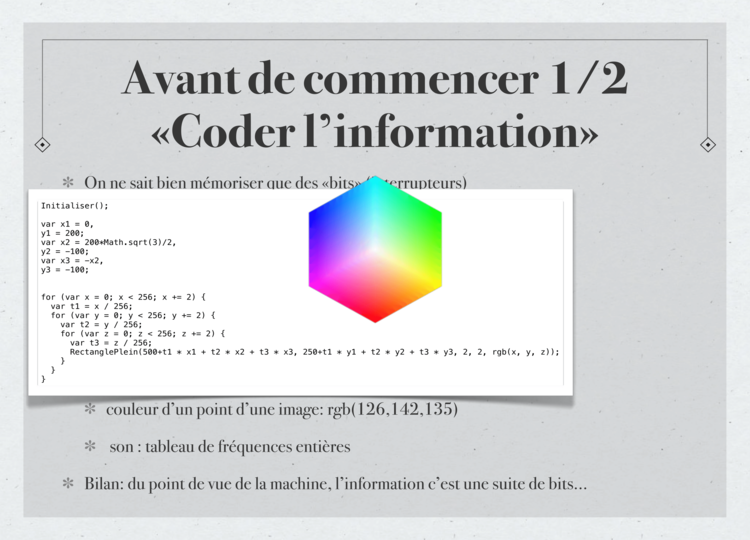 Avant de commencer 1/2
«Coder l’information»
✻ On ne sait bien mémoriser que des «bits»
Initialiser();
var x1 = 0,
y1 = 200;
var x2 = 200*Math.sqrt(3)/2,
y2 = -100;
var x3 = -x2,
y3 = -100;
for (var x = 0; x < 256; x += 2) {
var t1 = x / 256;
for (var y = 0; y < 256; y += 2) {
var t2 = y / 256;
for (var z = 0; z < 256; z += 2) {
var t3 = z / 256;
RectanglePlein(500+t1 * x1 + t2 * x2 + t3 * x3, 250+t1 * y1 + t2 * y2 + t3 * y3, 2, 2, rgb(x, y, z));
}
}
}
✻ couleur d’un point d’une image: rgb(126,142,135)
✻ son : tableau de fréquences entières
✻ Bilan: du point de vue de la machine, l’information c’est une suite de bits...